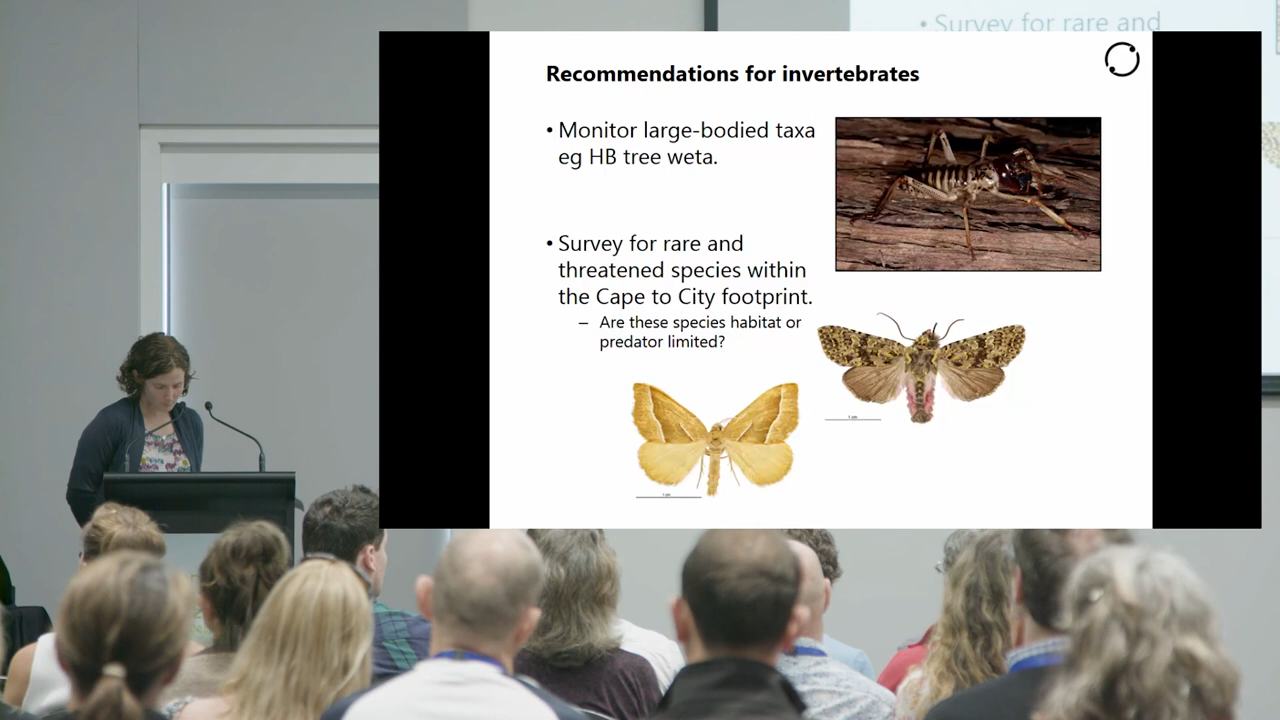 • Survey for rare and
Recommendations for invertebrates
• Monitor large-bodied taxa
eg HB tree weta.
• Survey for rare and
threatened species within
the Cape to City footprint.
– Are these species habitat or
predator limited?